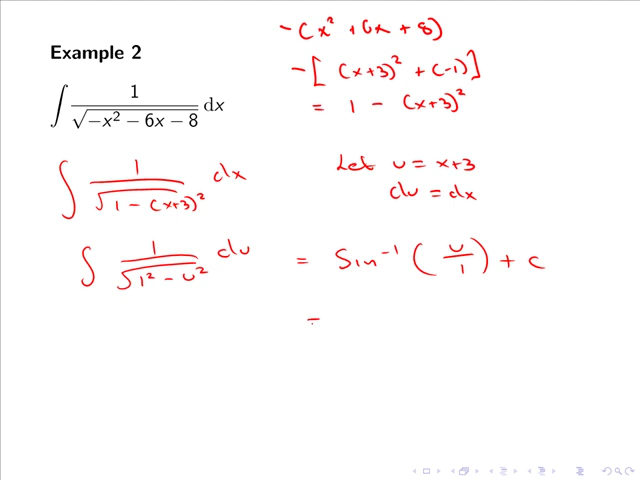 Example 2
∫ 1/√(−x² − 6x − 8) dx
−(x² + 6x + 8)
−[(x+3)² + (−1)]
= 1 − (x+3)²
∫ 1/√(1 − (x+3)²) dx
Let u = x+3
du = dx
∫ 1/√(1² − u²) du = Sin⁻¹(u/1) + C
=